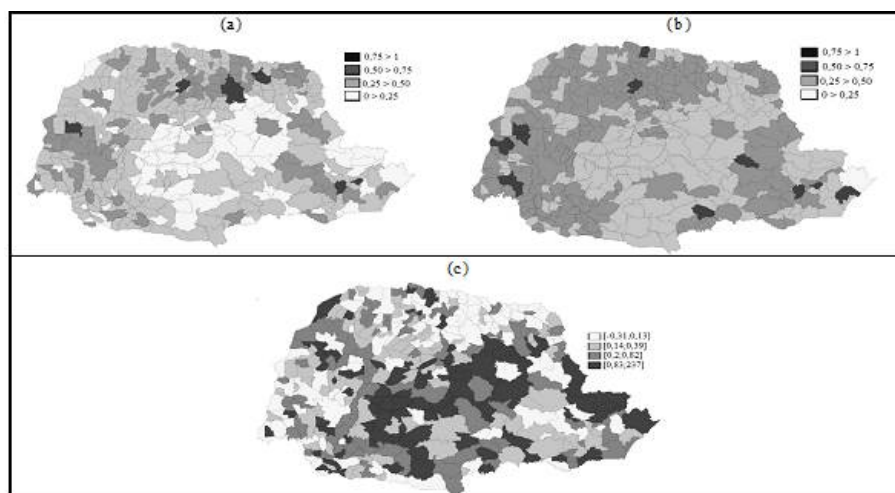 (a)
0,75 > 1
0,50 > 0,75
0,25 > 0,50
0 > 0,25
(b)
0,75 > 1
0,50 > 0,75
0,25 > 0,50
0 > 0,25
(c)
[-0,31;0,13]
[0,14;0,39]
[0,2;0,82]
[0,83;237]